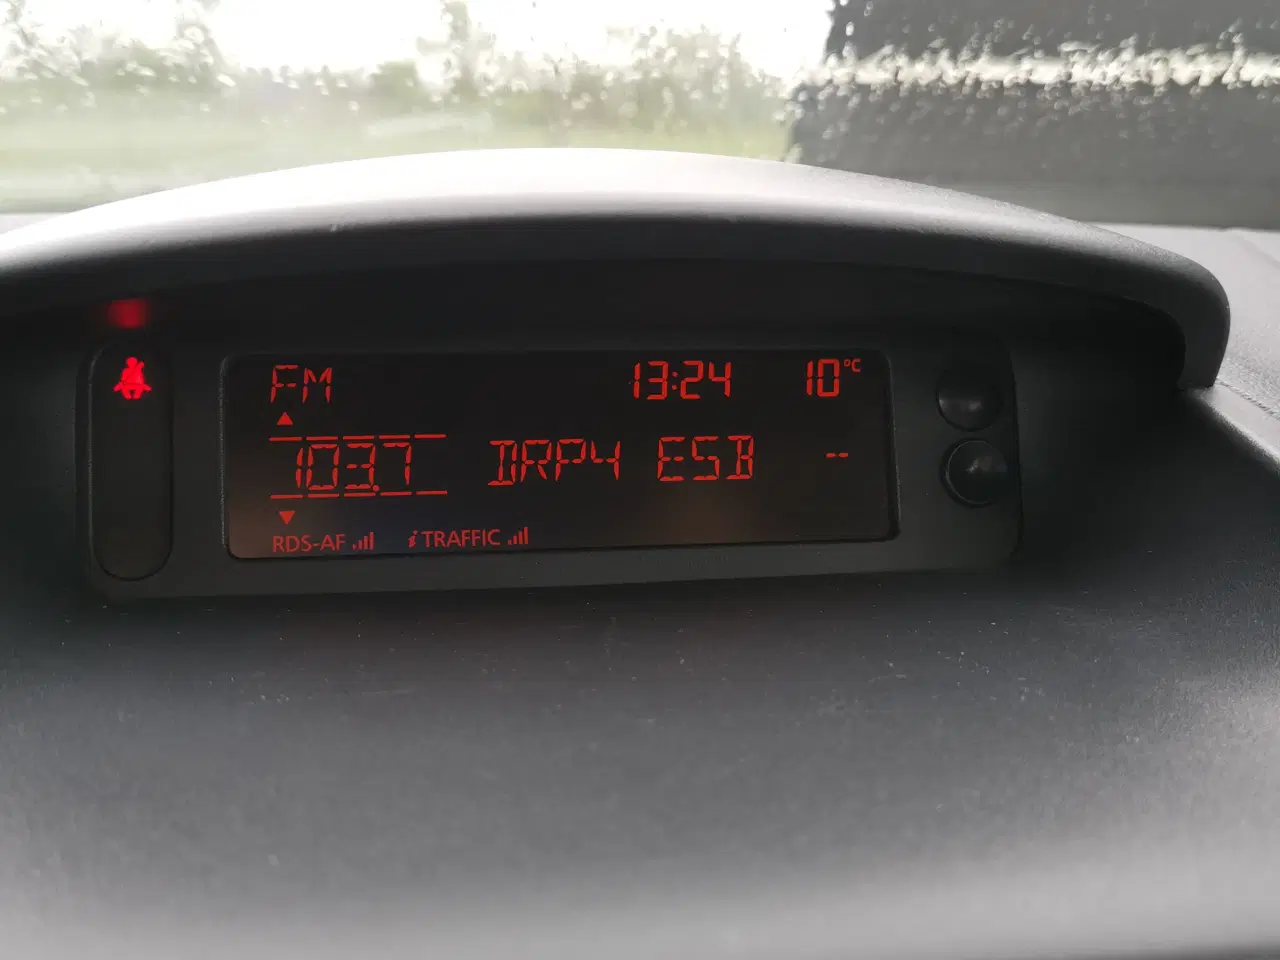 FM 13:24 10°C
103.7 DRP4 ESB --
RDS-AF i TRAFFIC